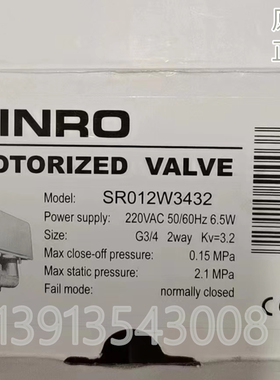 INRO
OTORIZED VALVE
Model: SR012W3432
Power supply: 220VAC 50/60Hz 6.5W
Size: G3/4 2way Kv=3.2
Max close-off pressure: 0.15 MPa
Max static pressure: 2.1 MPa
Fail mode: normally closed
13913543008